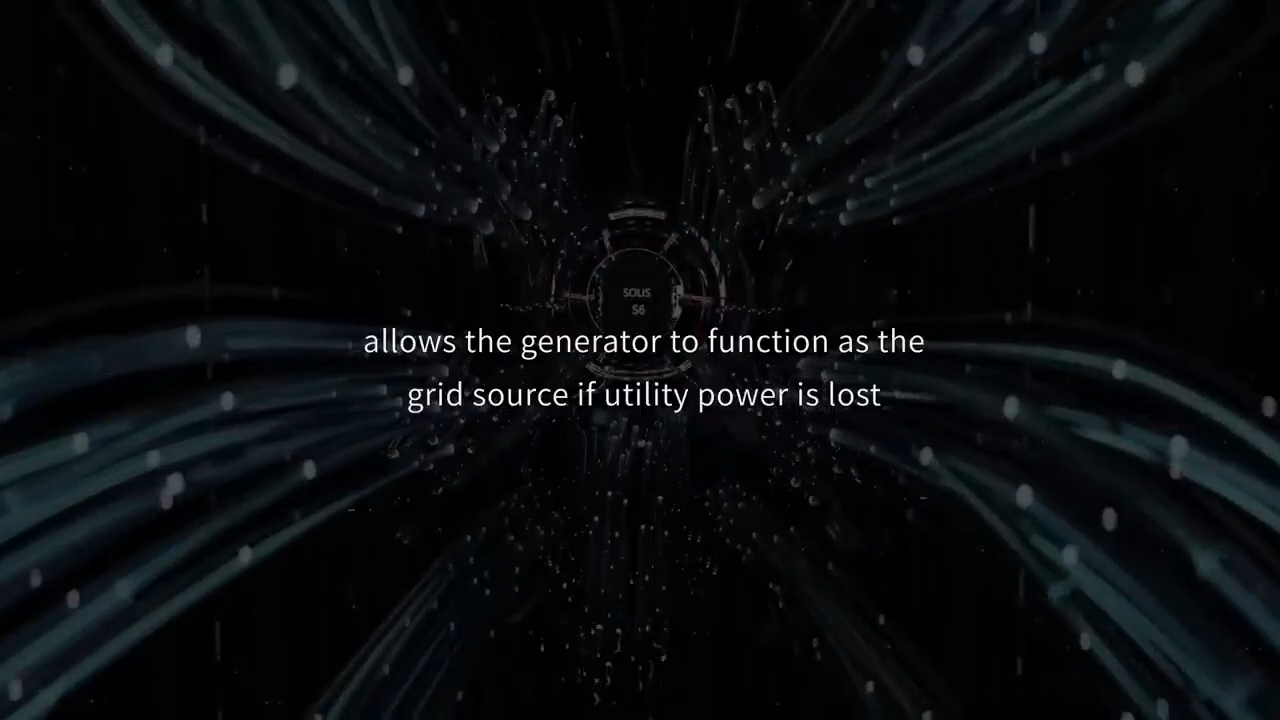 SOLIS
S6
allows the generator to function as the
grid source if utility power is lost